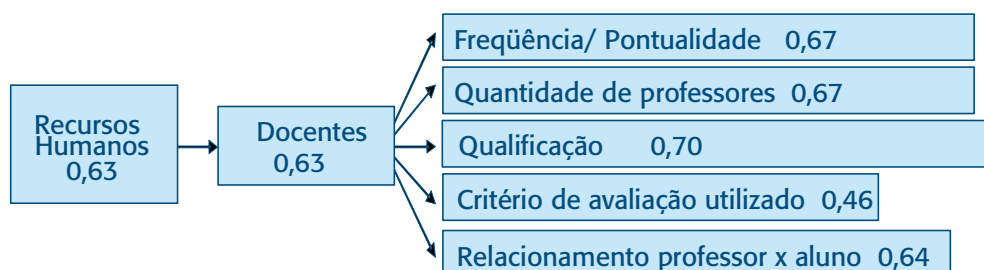 Recursos
Humanos
0,63
Docentes
0,63
Freqüência/ Pontualidade 0,67
Quantidade de professores 0,67
Qualificação 0,70
Critério de avaliação utilizado 0,46
Relacionamento professor x aluno 0,64